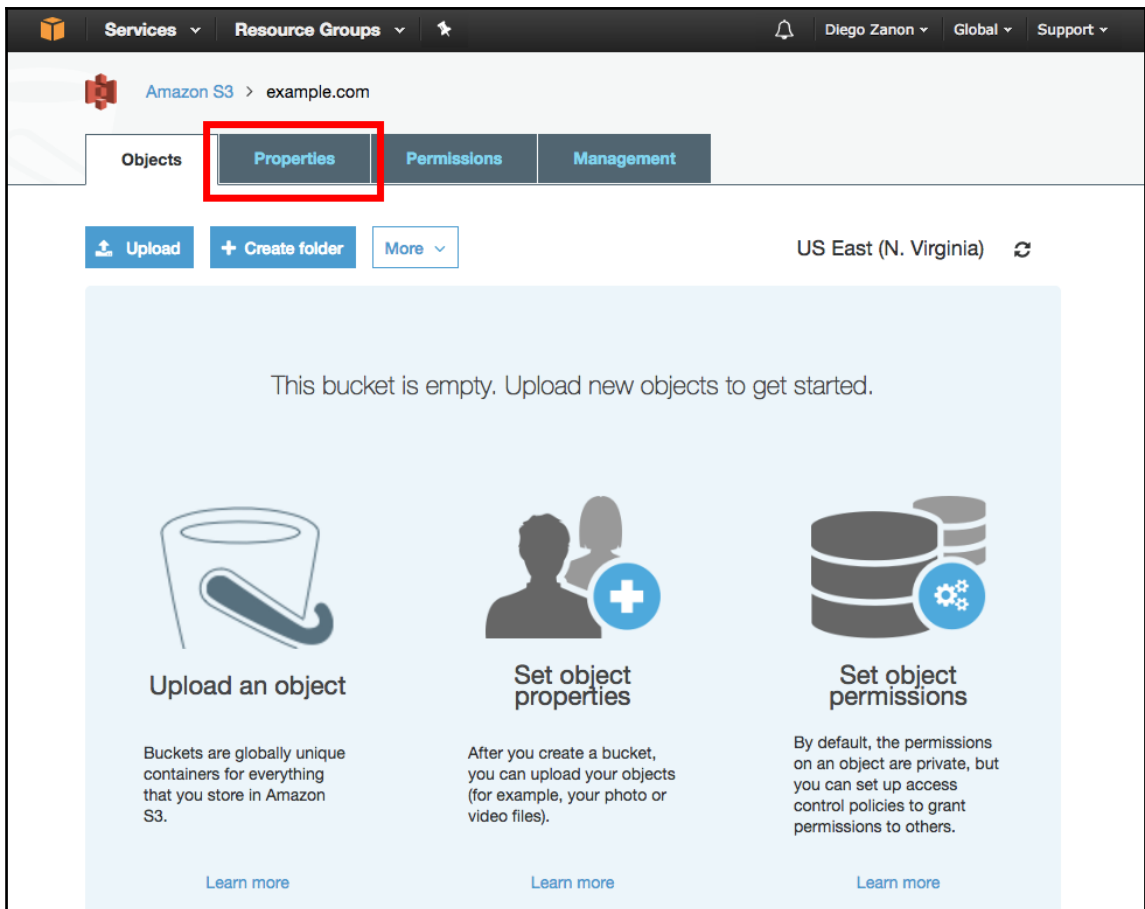 Services Resource Groups Diego Zanon Global Support
Amazon S3 > example.com
Objects Properties Permissions Management
Upload + Create folder More US East (N. Virginia)
This bucket is empty. Upload new objects to get started.
Upload an object
Buckets are globally unique
containers for everything
that you store in Amazon
S3.
Learn more
Set object
properties
After you create a bucket,
you can upload your objects
(for example, your photo or
video files).
Learn more
Set object
permissions
By default, the permissions
on an object are private, but
you can set up access
control policies to grant
permissions to others.
Learn more